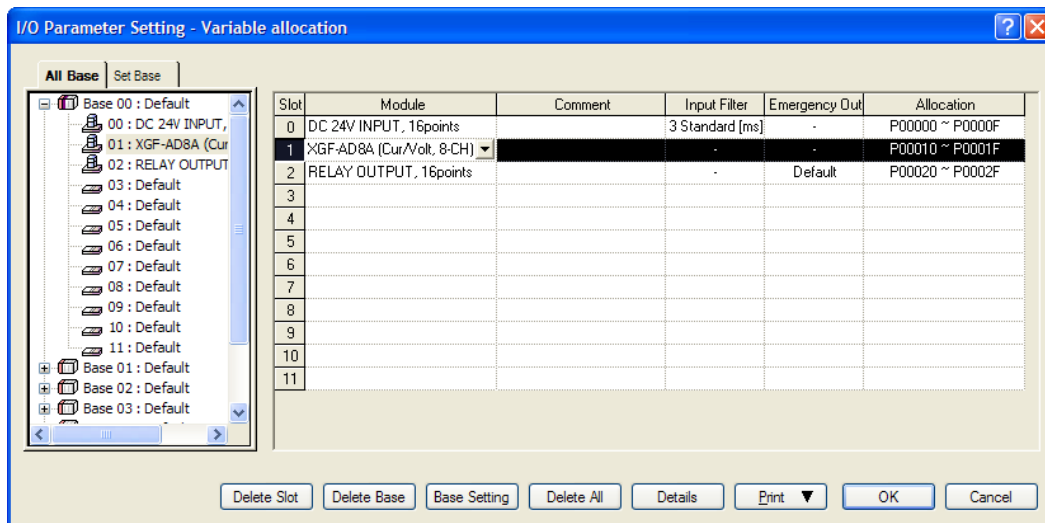 I/O Parameter Setting - Variable allocation
All Base Set Base
Base 00 : Default
00 : DC 24V INPUT,
01 : XGF-AD8A (Cur
02 : RELAY OUTPUT
03 : Default
04 : Default
05 : Default
06 : Default
07 : Default
08 : Default
09 : Default
10 : Default
11 : Default
Base 01 : Default
Base 02 : Default
Base 03 : Default
Slot Module Comment Input Filter Emergency Out Allocation
0 DC 24V INPUT, 16points 3 Standard [ms] - P00000 ~ P0000F
1 XGF-AD8A (Cur/Volt, 8-CH) - - P00010 ~ P0001F
2 RELAY OUTPUT, 16points - Default P00020 ~ P0002F
3
4
5
6
7
8
9
10
11
Delete Slot Delete Base Base Setting Delete All Details Print OK Cancel